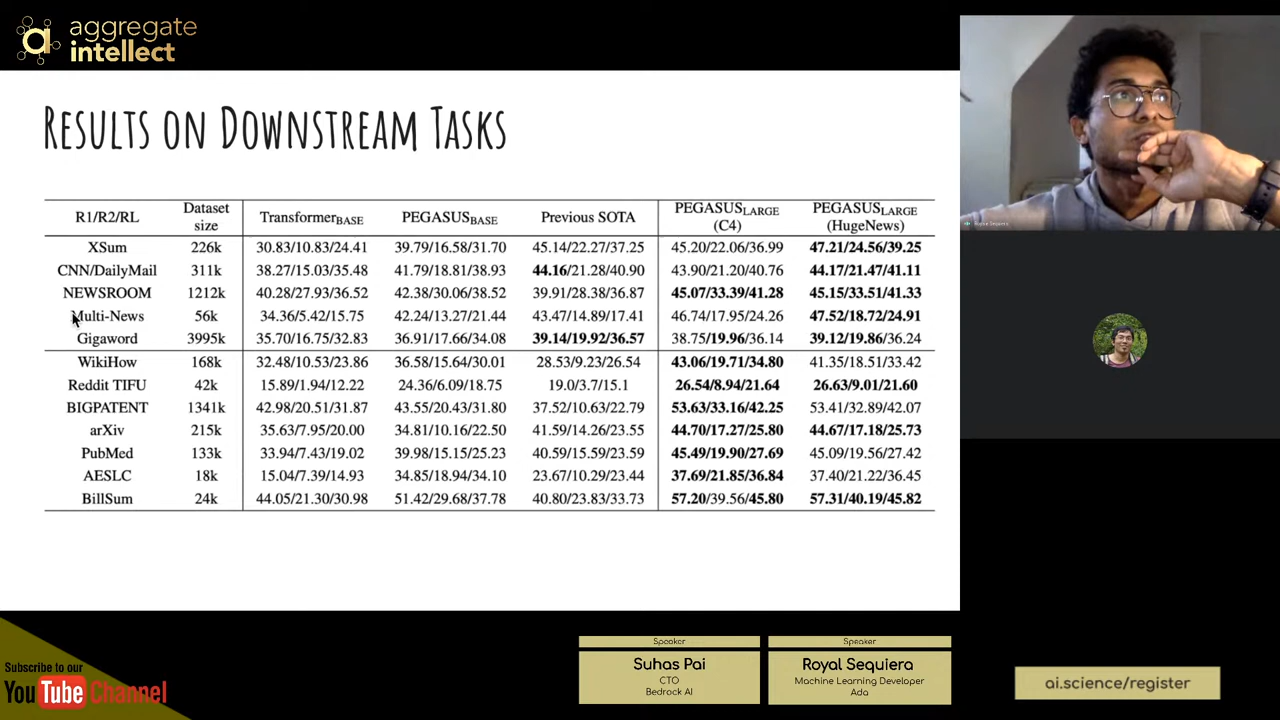 aggregate
intellect
RESULTS ON DOWNSTREAM TASKS
R1/R2/RL Dataset size Transformer_BASE PEGASUS_BASE Previous SOTA PEGASUS_LARGE (C4) PEGASUS_LARGE (HugeNews)
XSum 226k 30.83/10.83/24.41 39.79/16.58/31.70 45.14/22.27/37.25 45.20/22.06/36.99 47.21/24.56/39.25
CNN/DailyMail 311k 38.27/15.03/35.48 41.79/18.81/38.93 44.16/21.28/40.90 43.90/21.20/40.76 44.17/21.47/41.11
NEWSROOM 1212k 40.28/27.93/36.52 42.38/30.06/38.52 39.91/28.38/36.87 45.07/33.39/41.28 45.15/33.51/41.33
Multi-News 56k 34.36/5.42/15.75 42.24/13.27/21.44 43.47/14.89/17.41 46.74/17.95/24.26 47.52/18.72/24.91
Gigaword 3995k 35.70/16.75/32.83 36.91/17.66/34.08 39.14/19.92/36.57 38.75/19.96/36.14 39.12/19.86/36.24
WikiHow 168k 32.48/10.53/23.86 36.58/15.64/30.01 28.53/9.23/26.54 43.06/19.71/34.80 41.35/18.51/33.42
Reddit TIFU 42k 15.89/1.94/12.22 24.36/6.09/18.75 19.0/3.7/15.1 26.54/8.94/21.64 26.63/9.01/21.60
BIGPATENT 1341k 42.98/20.51/31.87 43.55/20.43/31.80 37.52/10.63/22.79 53.63/33.16/42.25 53.41/32.89/42.07
arXiv 215k 35.63/7.95/20.00 34.81/10.16/22.50 41.59/14.26/23.55 44.70/17.27/25.80 44.67/17.18/25.73
PubMed 133k 33.94/7.43/19.02 39.98/15.15/25.23 40.59/15.59/23.59 45.49/19.90/27.69 45.09/19.56/27.42
AESLC 18k 15.04/7.39/14.93 34.85/18.94/34.10 23.67/10.29/23.44 37.69/21.85/36.84 37.40/21.22/36.45
BillSum 24k 44.05/21.30/30.98 51.42/29.68/37.78 40.80/23.83/33.73 57.20/39.56/45.80 57.31/40.19/45.82
Subscribe to our
YouTube Channel
Speaker
Suhas Pai
CTO
Bedrock AI
Speaker
Royal Sequiera
Machine Learning Developer
Ada
ai.science/register